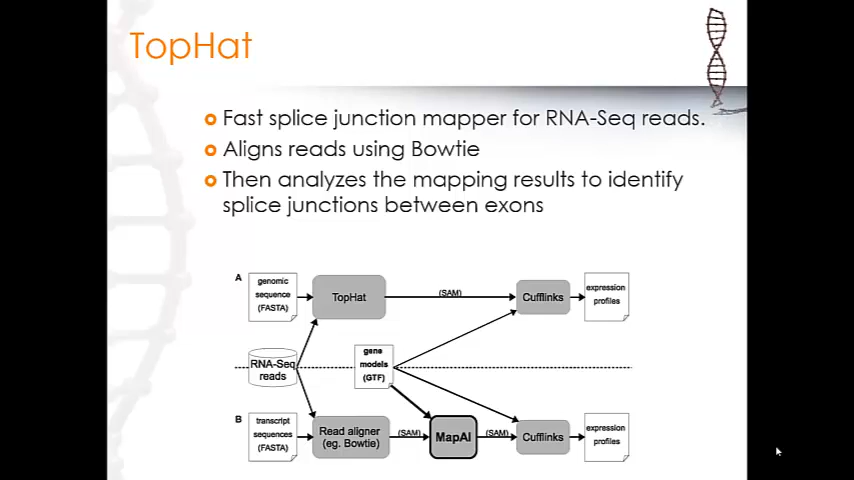 TopHat
Fast splice junction mapper for RNA-Seq reads.
Aligns reads using Bowtie
Then analyzes the mapping results to identify
splice junctions between exons
A
genomic
sequence
(FASTA)
TopHat
(SAM)
Cufflinks
expression
profiles
RNA-Seq
reads
gene
models
(GTF)
B
transcript
sequences
(FASTA)
Read aligner
(eg. Bowtie)
(SAM)
MapAl
(SAM)
Cufflinks
expression
profiles